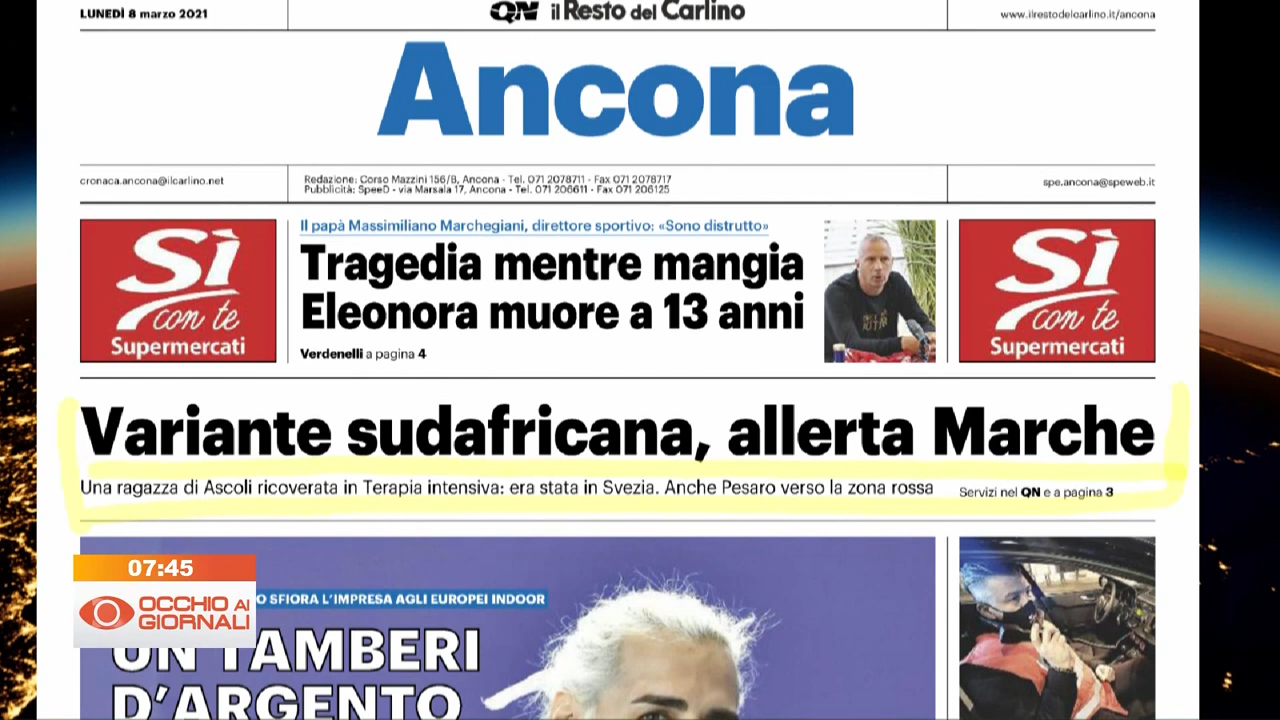 LUNEDÌ 8 marzo 2021
QN il Resto del Carlino
www.ilrestodelcarlino.it/ancona
Ancona
cronaca.ancona@ilcarlino.net
Redazione: Corso Mazzini 156/B, Ancona - Tel. 071 2078711 - Fax 071 2078717
Pubblicità: SpeeD - via Marsala 17, Ancona - Tel. 071 206611 - Fax 071 206125
spe.ancona@speweb.it
Sì
con te
Supermercati
Il papà Massimiliano Marchegiani, direttore sportivo: «Sono distrutto»
Tragedia mentre mangia
Eleonora muore a 13 anni
Verdenelli a pagina 4
Sì
con te
Supermercati
Variante sudafricana, allerta Marche
Una ragazza di Ascoli ricoverata in Terapia intensiva: era stata in Svezia. Anche Pesaro verso la zona rossa
Servizi nel QN e a pagina 3
07:45
OCCHIO AI
GIORNALI
O SFIORA L'IMPRESA AGLI EUROPEI INDOOR
UN TAMBERI
D'ARGENTO